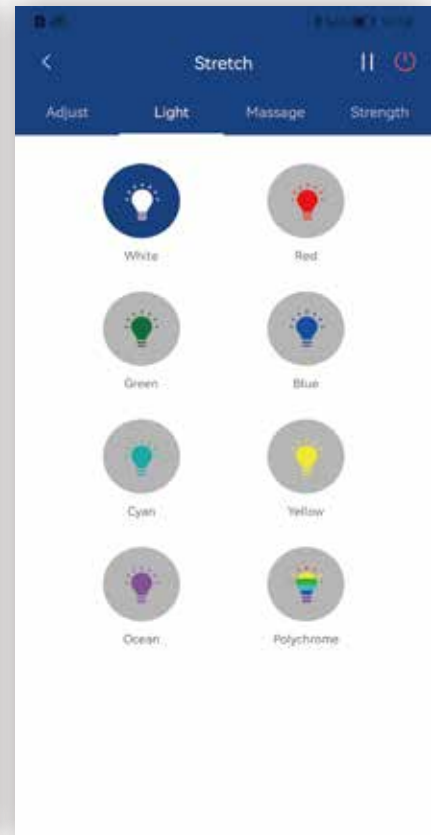 Stretch
Adjust Light Massage Strength
White Red
Green Blue
Cyan Yellow
Ocean Polychrome